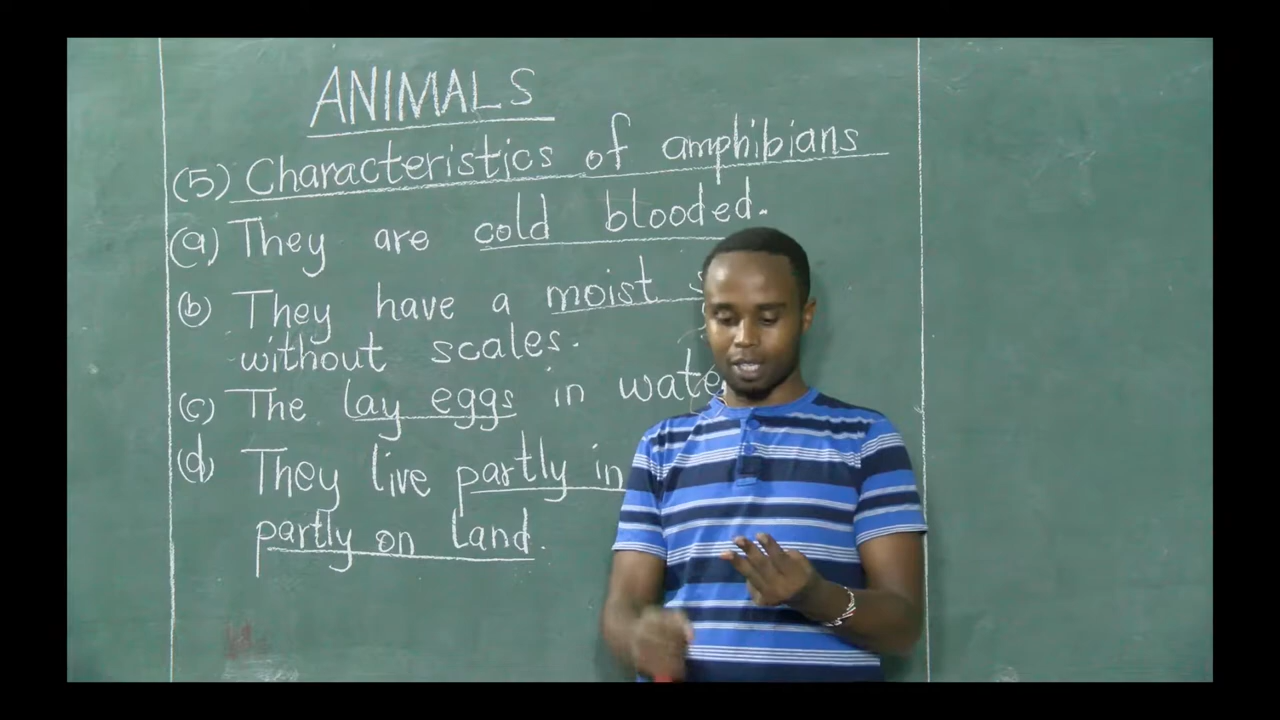 ANIMALS
(5) Characteristics of amphibians
(a) They are cold blooded.
(b) They have a moist
without scales.
(c) The lay eggs in
(d) They live partly in
partly on land.